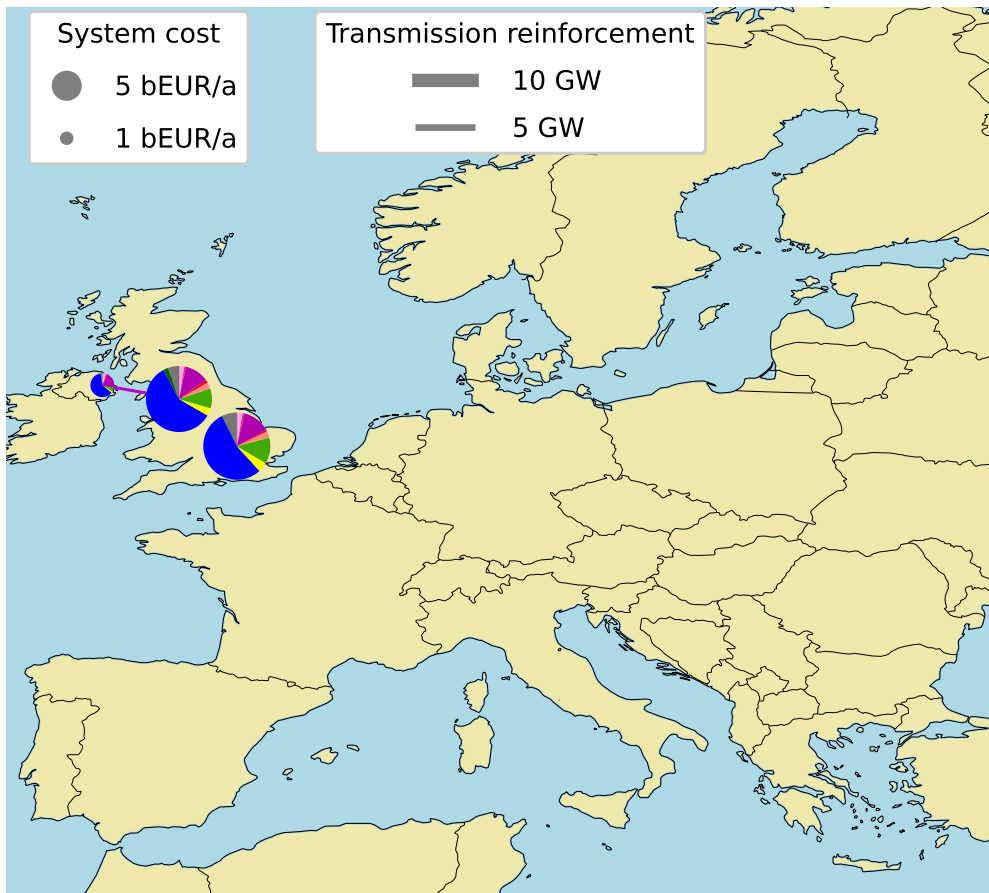 System cost
5 bEUR/a
1 bEUR/a
Transmission reinforcement
10 GW
5 GW